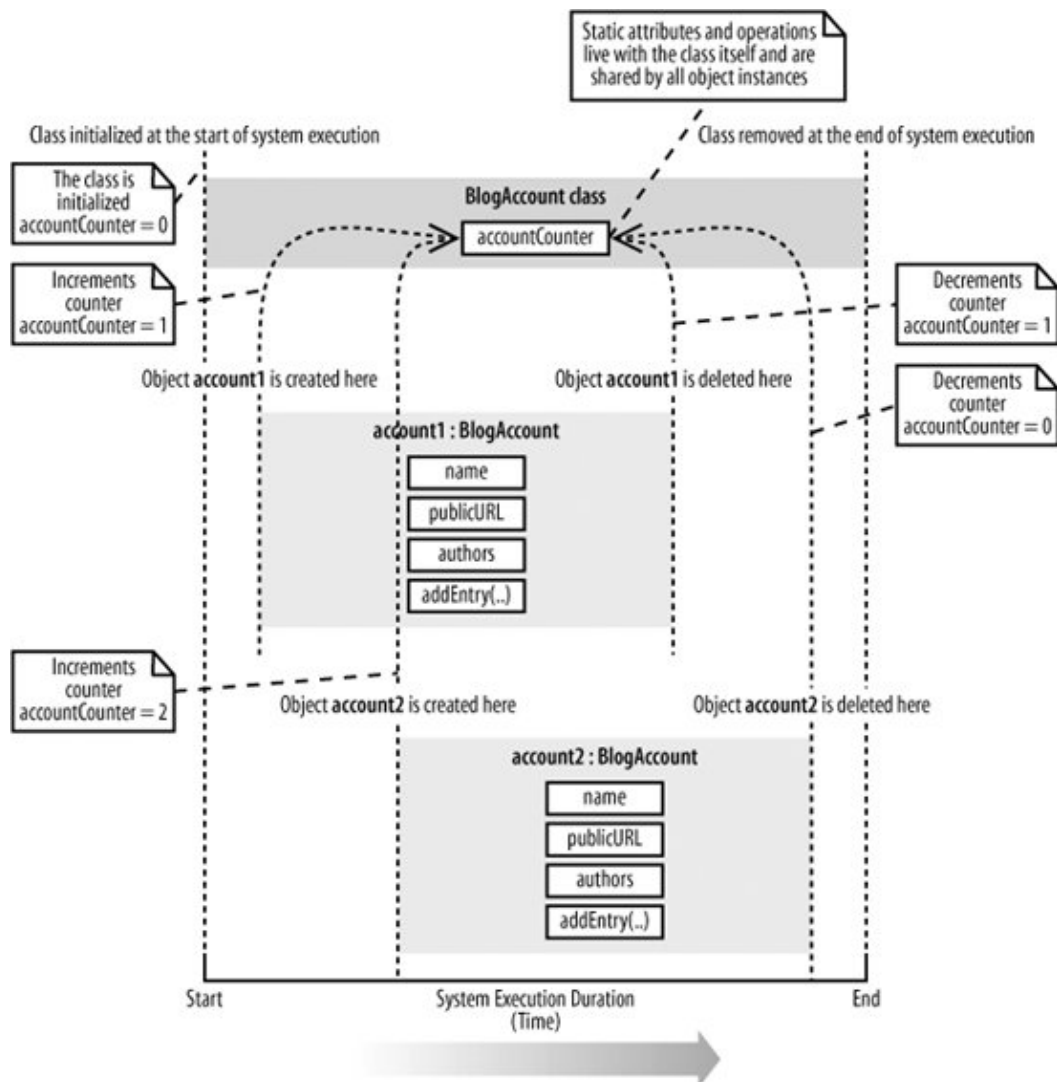 Static attributes and operations
live with the class itself and are
shared by all object instances
Class initialized at the start of system execution
Class removed at the end of system execution
The class is
initialized
accountCounter = 0
BlogAccount class
accountCounter
Increments
counter
accountCounter = 1
Decrements
counter
accountCounter = 1
Object account1 is created here
Object account1 is deleted here
Decrements
counter
accountCounter = 0
account1 : BlogAccount
name
publicURL
authors
addEntry(..)
Increments
counter
accountCounter = 2
Object account2 is created here
Object account2 is deleted here
account2 : BlogAccount
name
publicURL
authors
addEntry(..)
Start
System Execution Duration
(Time)
End